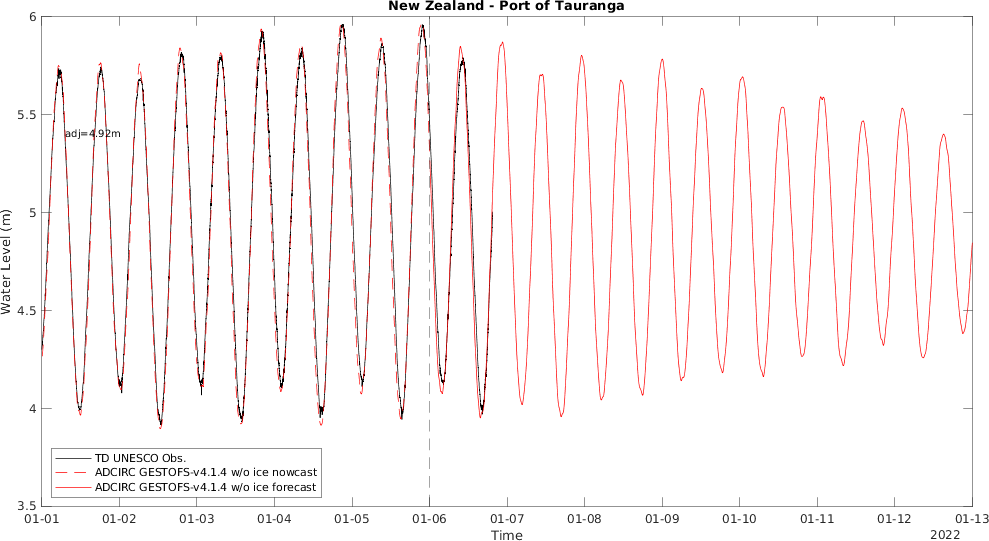 New Zealand - Port of Tauranga
6
5.5
5
4.5
4
3.5
Water Level (m)
adj=4.92m
TD UNESCO Obs.
ADCIRC GESTOFS-v4.1.4 w/o ice nowcast
ADCIRC GESTOFS-v4.1.4 w/o ice forecast
01-01 01-02 01-03 01-04 01-05 01-06 01-07 01-08 01-09 01-10 01-11 01-12 01-13
Time
2022